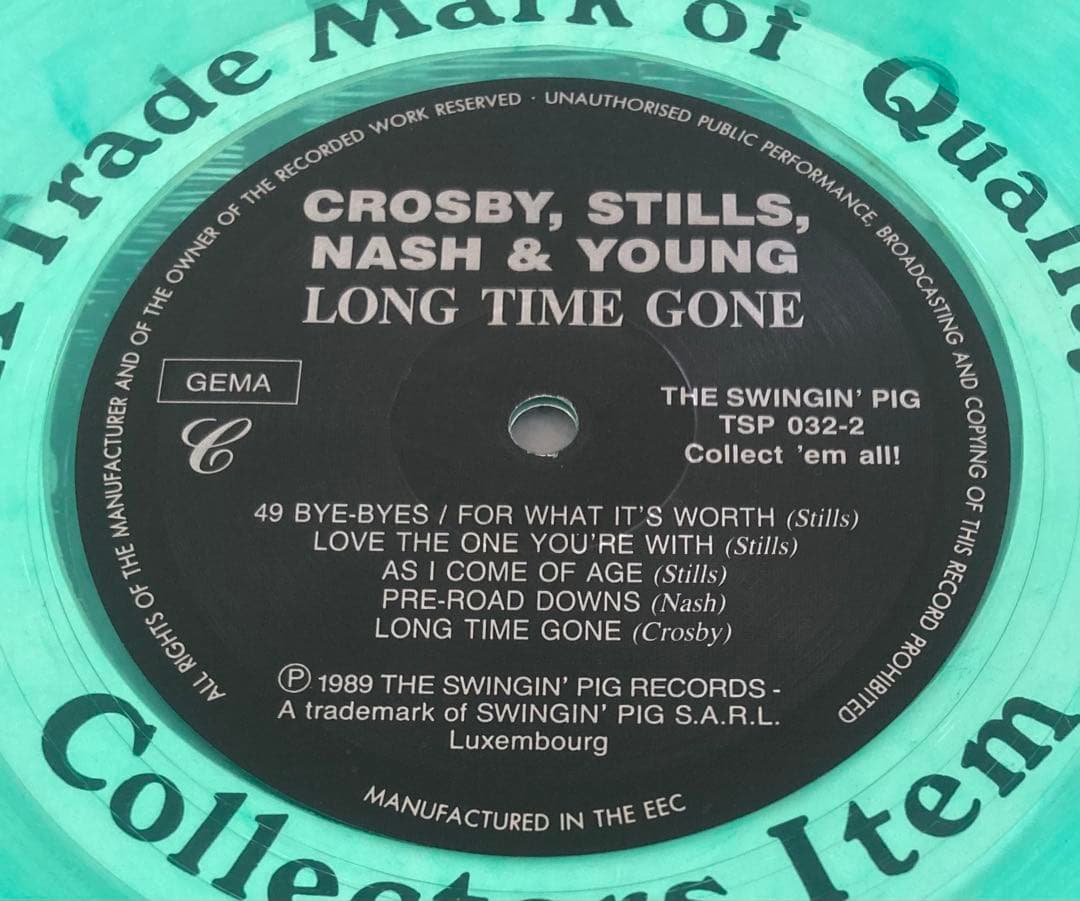 Trade Mark of Quality
ALL RIGHTS OF THE MANUFACTURER AND OF THE OWNER OF THE RECORDED WORK RESERVED · UNAUTHORISED PUBLIC PERFORMANCE, BROADCASTING AND COPYING OF THIS RECORD PROHIBITED
CROSBY, STILLS,
NASH & YOUNG
LONG TIME GONE
GEMA
C
THE SWINGIN' PIG
TSP 032-2
Collect 'em all!
49 BYE-BYES / FOR WHAT IT'S WORTH (Stills)
LOVE THE ONE YOU'RE WITH (Stills)
AS I COME OF AGE (Stills)
PRE-ROAD DOWNS (Nash)
LONG TIME GONE (Crosby)
Ⓟ 1989 THE SWINGIN' PIG RECORDS -
A trademark of SWINGIN' PIG S.A.R.L.
Luxembourg
MANUFACTURED IN THE EEC
Collectors Item